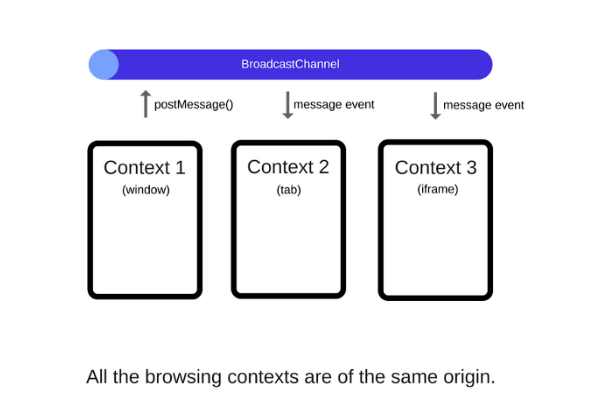 BroadcastChannel
postMessage()
message event
message event
Context 1
(window)
Context 2
(tab)
Context 3
(iframe)
All the browsing contexts are of the same origin.